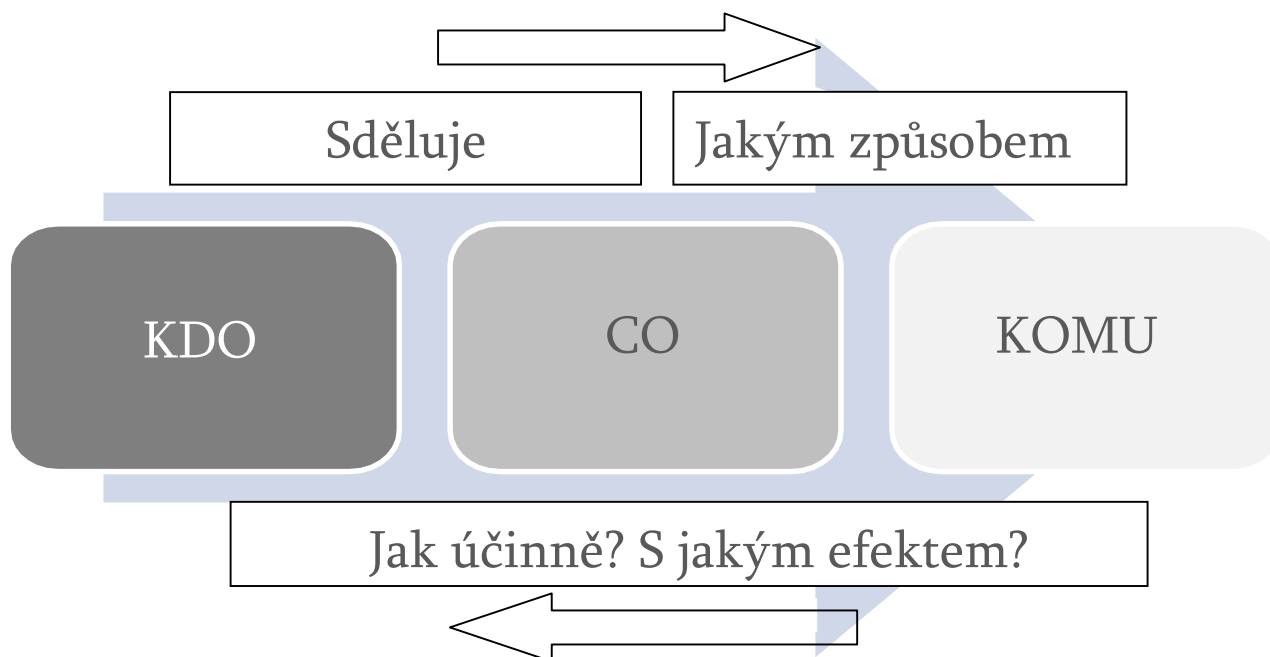 Sděluje
Jakým způsobem
KDO
CO
KOMU
Jak účinně? S jakým efektem?